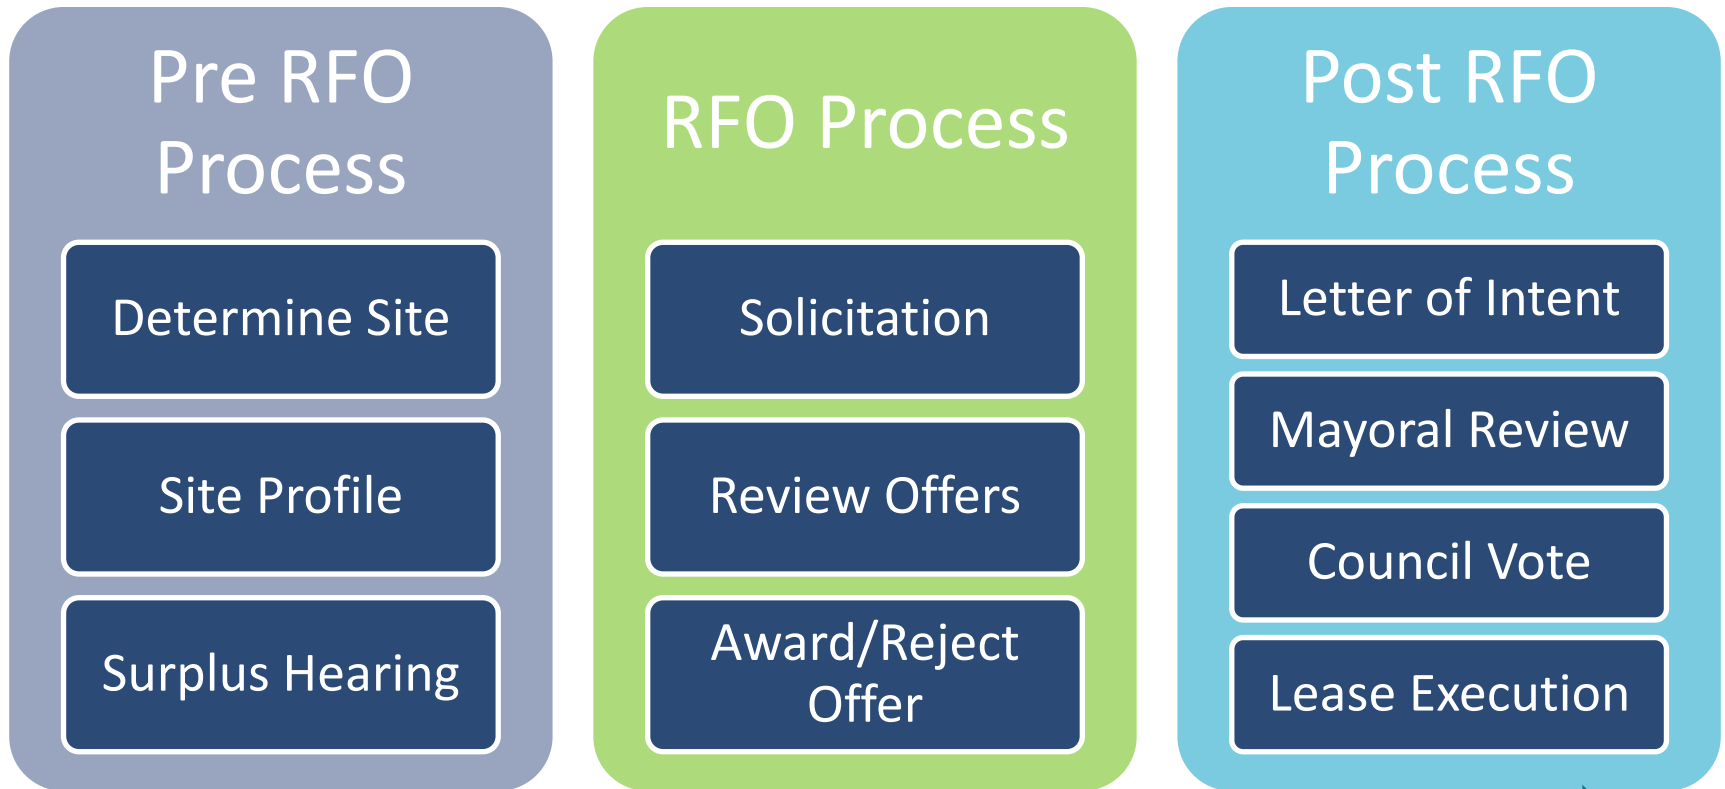 Pre RFO
Process
Determine Site
Site Profile
Surplus Hearing
RFO Process
Solicitation
Review Offers
Award/Reject
Offer
Post RFO
Process
Letter of Intent
Mayoral Review
Council Vote
Lease Execution